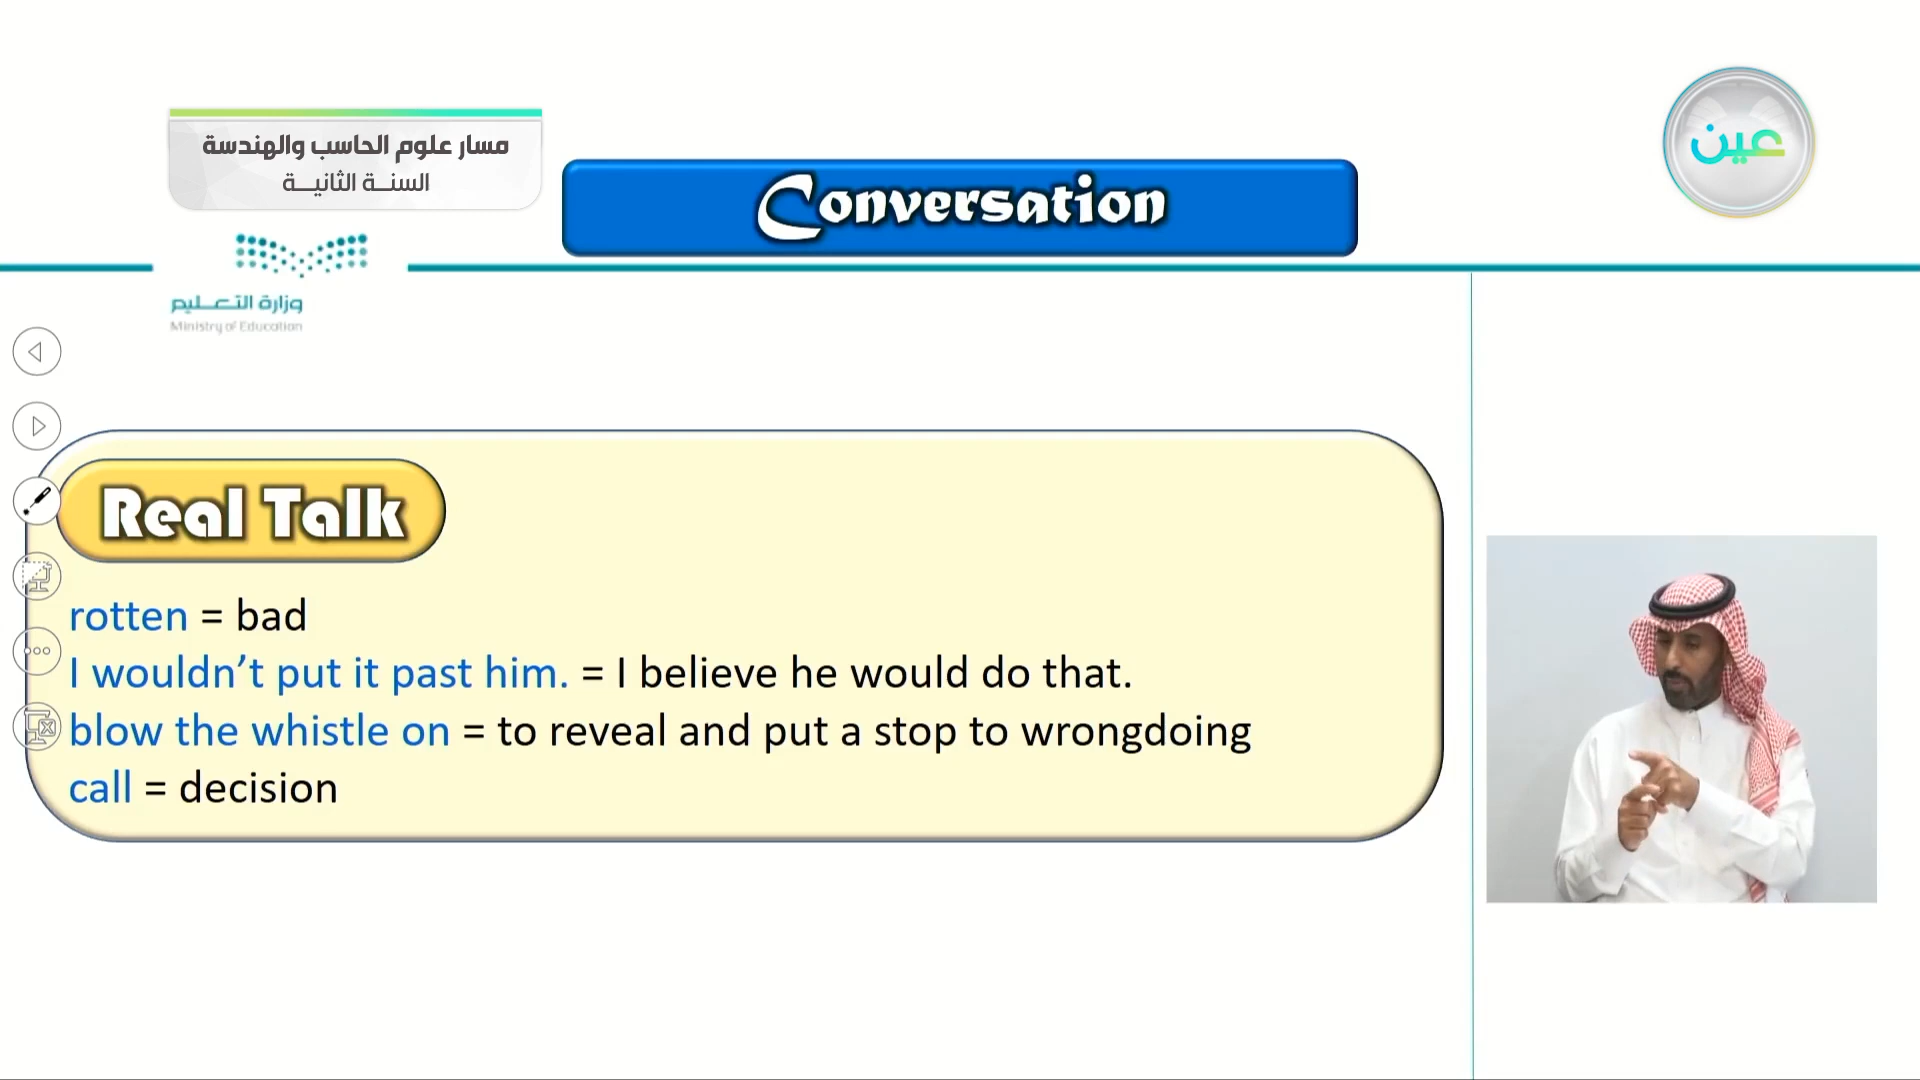 مسار علوم الحاسب والهندسة
السنة الثانية
عين
Conversation
وزارة التعليم
Ministry of Education
Real Talk
rotten = bad
I wouldn’t put it past him. = I believe he would do that.
blow the whistle on = to reveal and put a stop to wrongdoing
call = decision